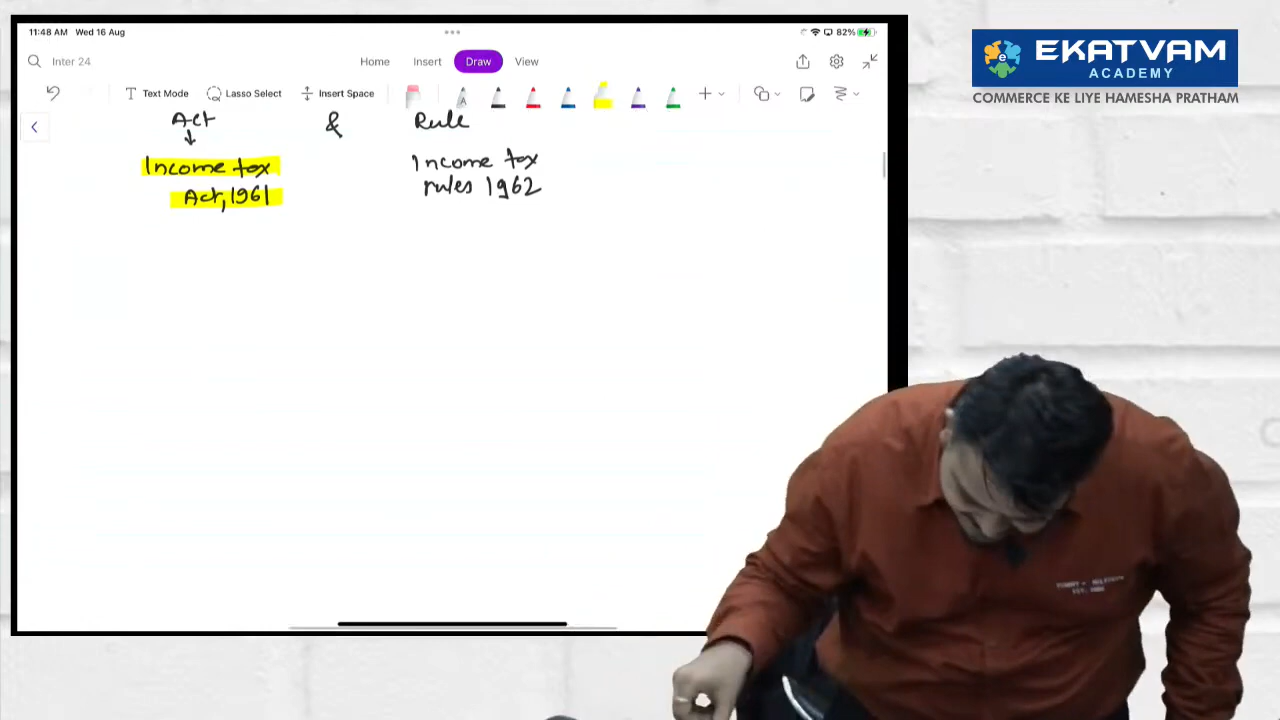 11:48 AM Wed 16 Aug
82%
Inter 24
Home Insert Draw View
Text Mode Lasso Select Insert Space
Act & Rule
Income tax
Act, 1961
Income tax
rules 1962
EKATVAM
ACADEMY
COMMERCE KE LIYE HAMESHA PRATHAM